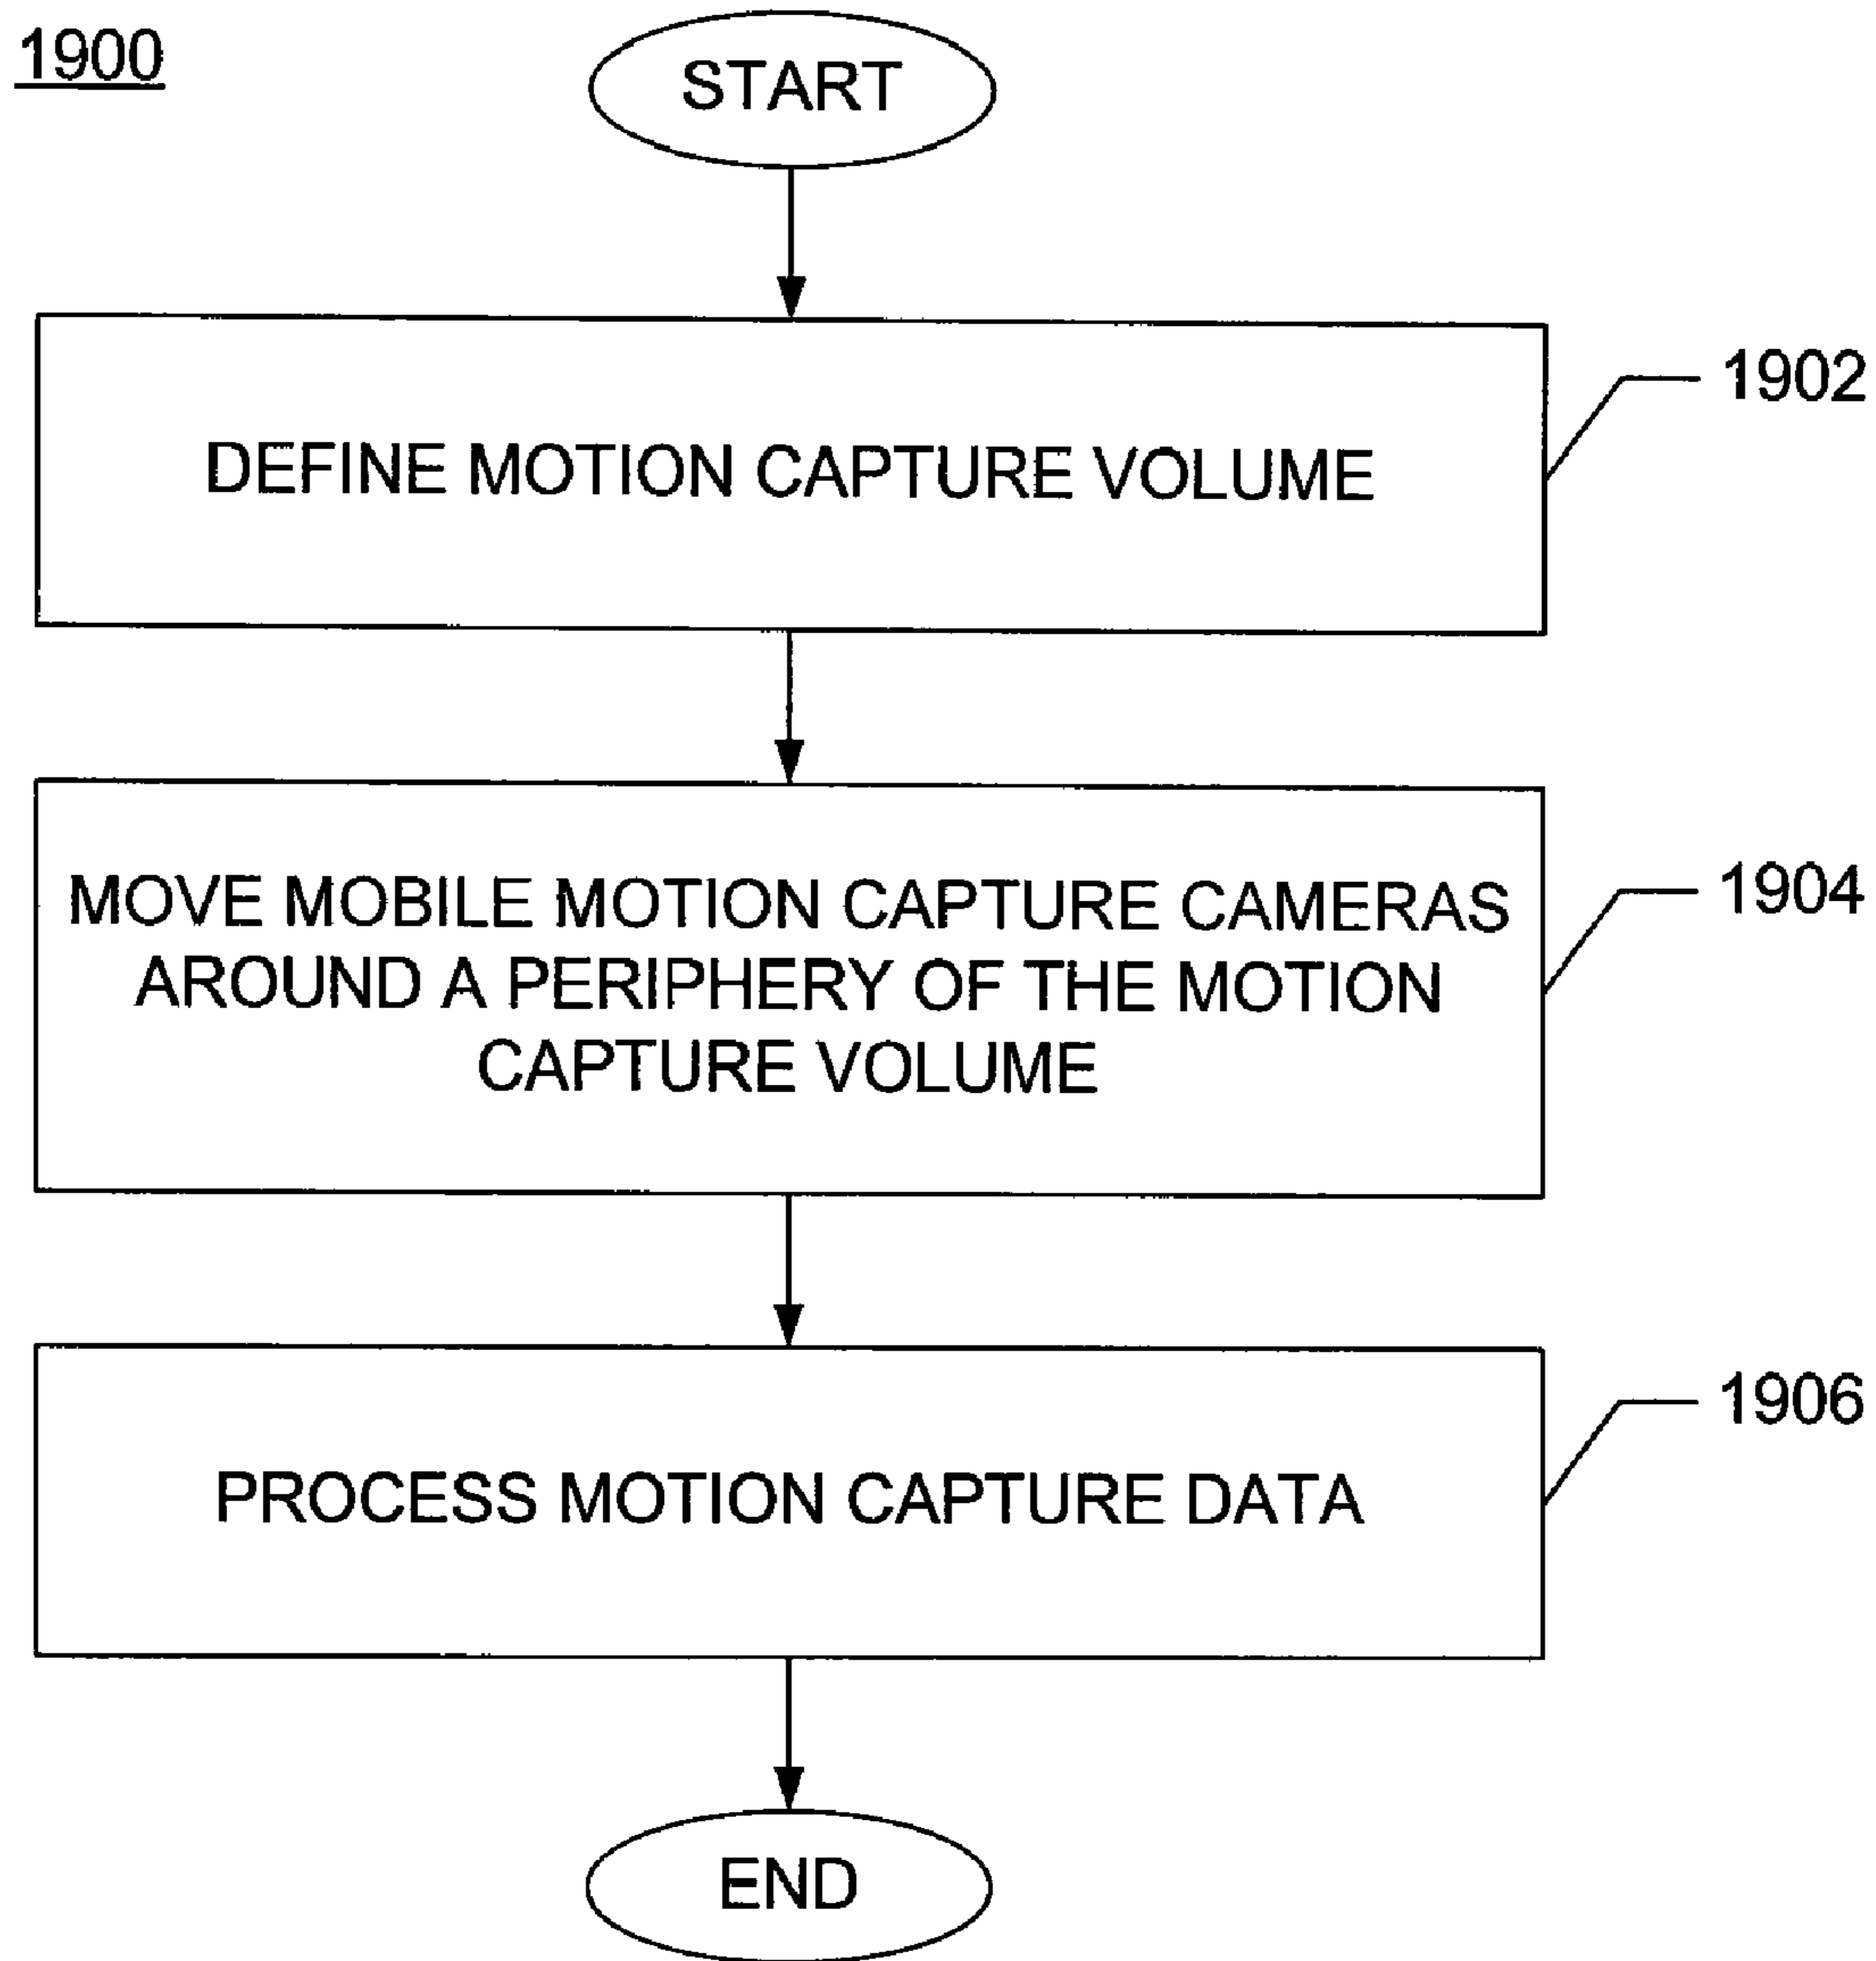 1900
START
DEFINE MOTION CAPTURE VOLUME
1902
MOVE MOBILE MOTION CAPTURE CAMERAS
AROUND A PERIPHERY OF THE MOTION
CAPTURE VOLUME
1904
PROCESS MOTION CAPTURE DATA
1906
END